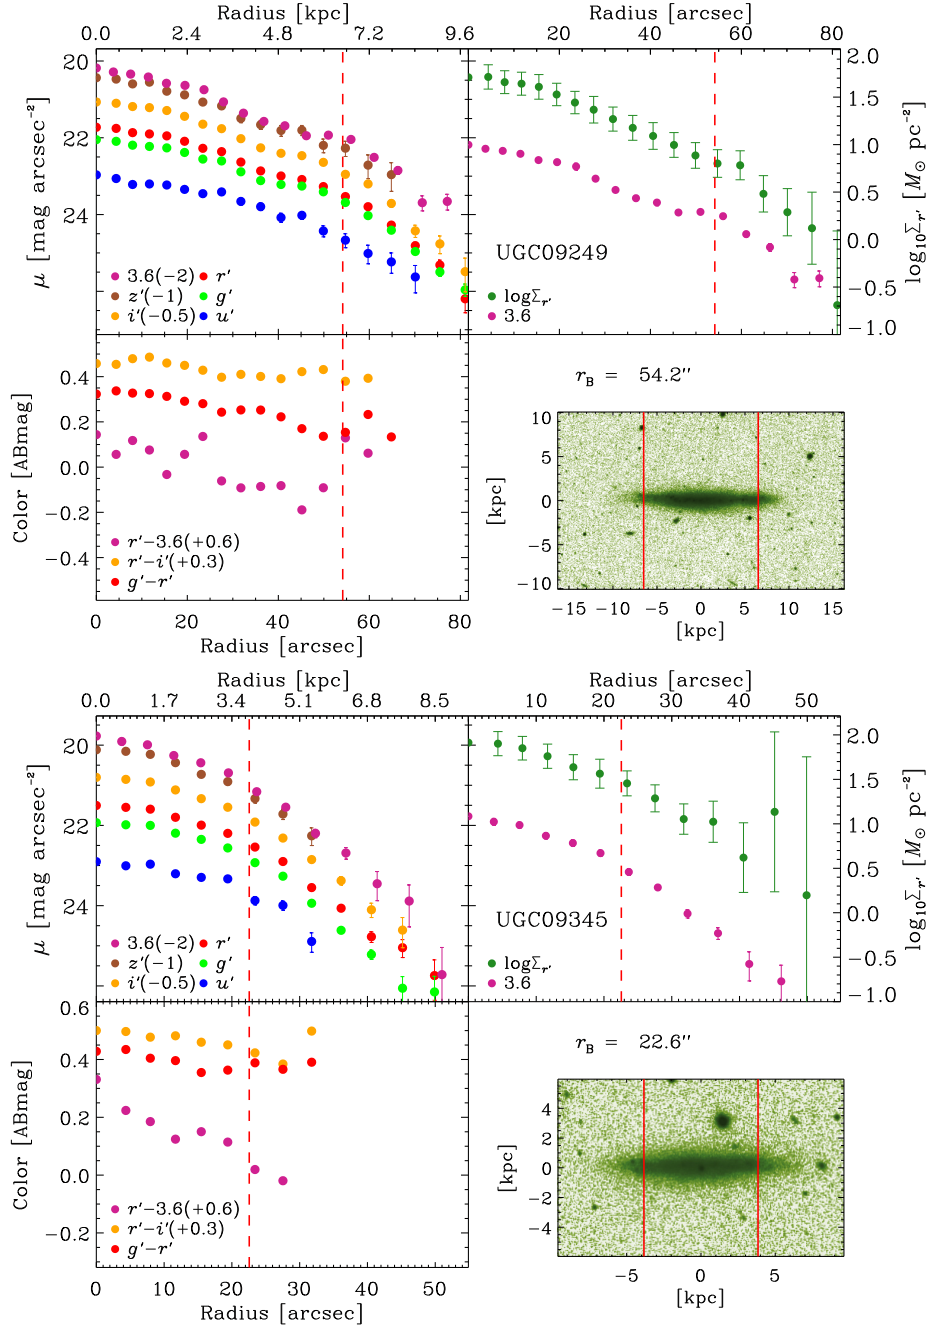 Radius [kpc]
Radius [arcsec]
0.0 2.4 4.8 7.2 9.6
20 40 60 80
20
22
24
μ [mag arcsec⁻²]
3.6(−2) r′
z′(−1) g′
i′(−0.5) u′
2.0
1.5
1.0
0.5
0.0
−0.5
−1.0
log₁₀Σr′ [M⊙ pc⁻²]
UGC09249
logΣr′
3.6
0.4
0.2
0.0
−0.2
−0.4
Color [ABmag]
r′−3.6(+0.6)
r′−i′(+0.3)
g′−r′
0 20 40 60 80
Radius [arcsec]
rB = 54.2″
10
5
0
−5
−10
[kpc]
−15 −10 −5 0 5 10 15
[kpc]
Radius [kpc]
Radius [arcsec]
0.0 1.7 3.4 5.1 6.8 8.5
10 20 30 40 50
20
22
24
μ [mag arcsec⁻²]
3.6(−2) r′
z′(−1) g′
i′(−0.5) u′
2.0
1.5
1.0
0.5
0.0
−0.5
−1.0
log₁₀Σr′ [M⊙ pc⁻²]
UGC09345
logΣr′
3.6
0.6
0.4
0.2
0.0
−0.2
Color [ABmag]
r′−3.6(+0.6)
r′−i′(+0.3)
g′−r′
0 10 20 30 40 50
Radius [arcsec]
rB = 22.6″
4
2
0
−2
−4
[kpc]
−5 0 5
[kpc]